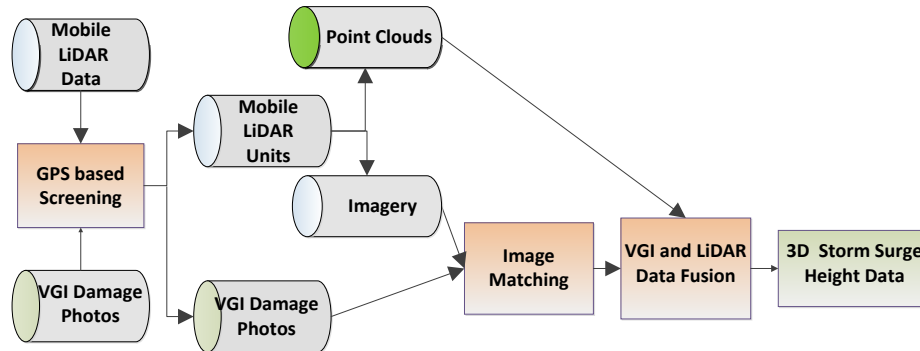 Mobile
LiDAR
Data
Point Clouds
Mobile
LiDAR
Units
GPS based
Screening
Imagery
Image
Matching
VGI and LiDAR
Data Fusion
3D  Storm Surge
Height Data
VGI Damage
Photos
VGI Damage
Photos